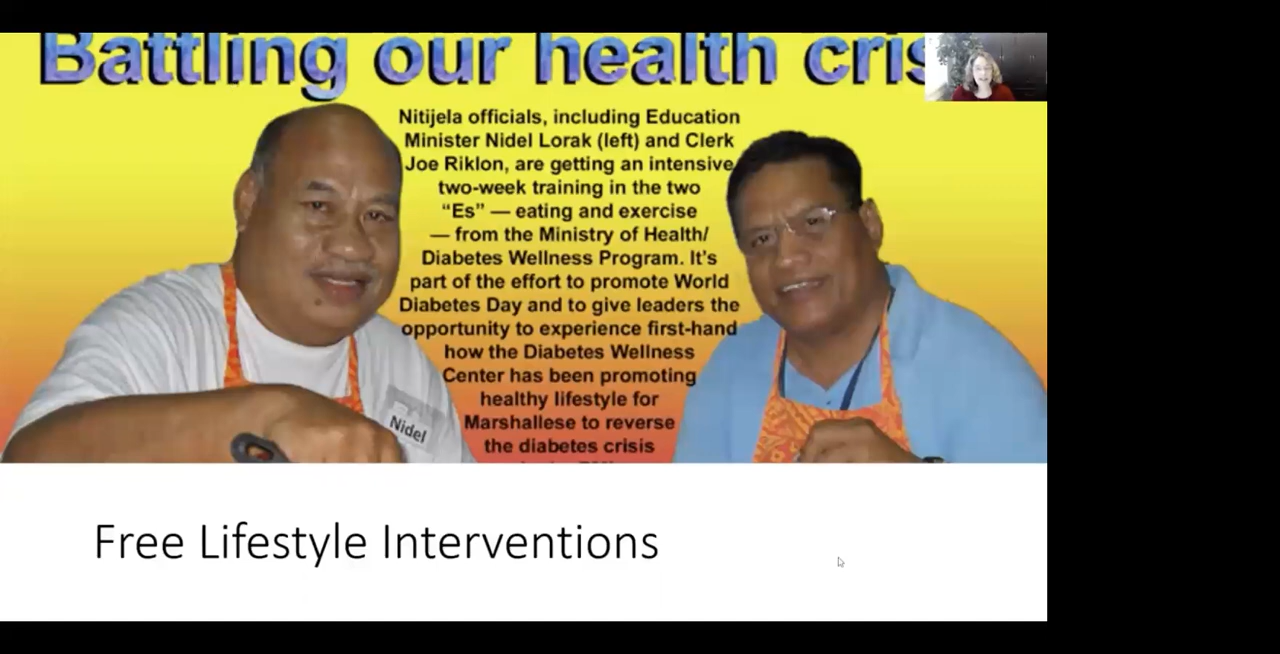 Battling our health cris
Nitijela officials, including Education
Minister Nidel Lorak (left) and Clerk
Joe Riklon, are getting an intensive
two-week training in the two
“Es” — eating and exercise
— from the Ministry of Health/
Diabetes Wellness Program. It’s
part of the effort to promote World
Diabetes Day and to give leaders the
opportunity to experience first-hand
how the Diabetes Wellness
Center has been promoting
healthy lifestyle for
Marshallese to reverse
the diabetes crisis
Nidel
Free Lifestyle Interventions